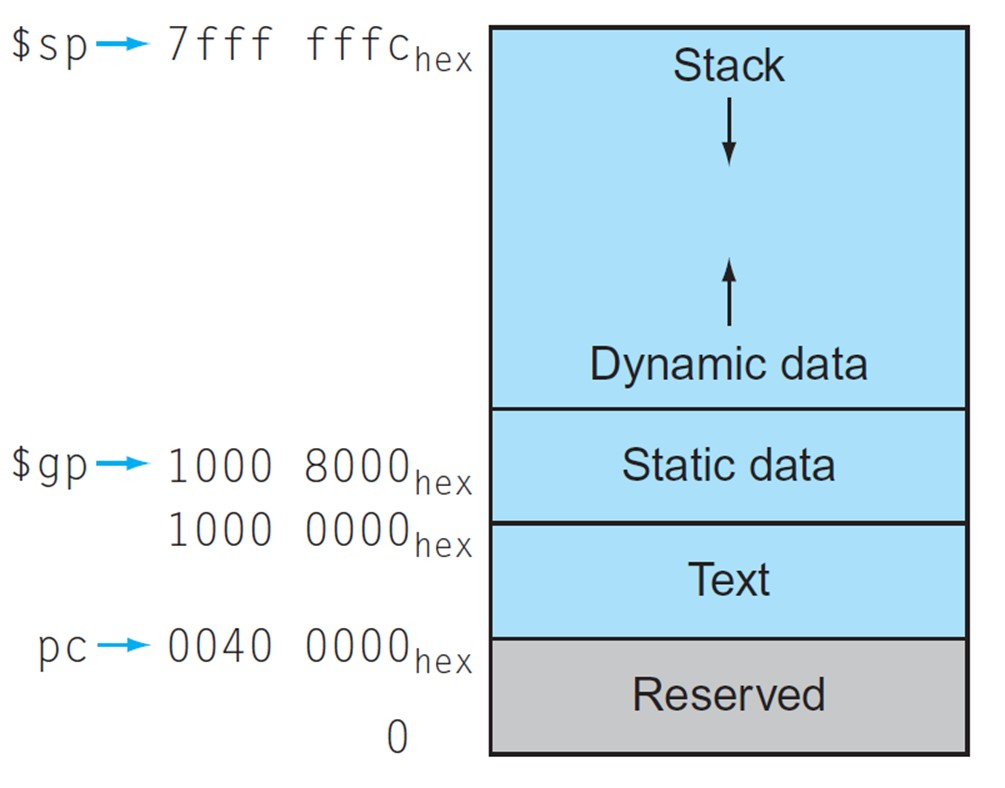 $sp → 7fff fffchex
Stack
Dynamic data
$gp → 1000 8000hex
Static data
1000 0000hex
Text
pc → 0040 0000hex
Reserved
0